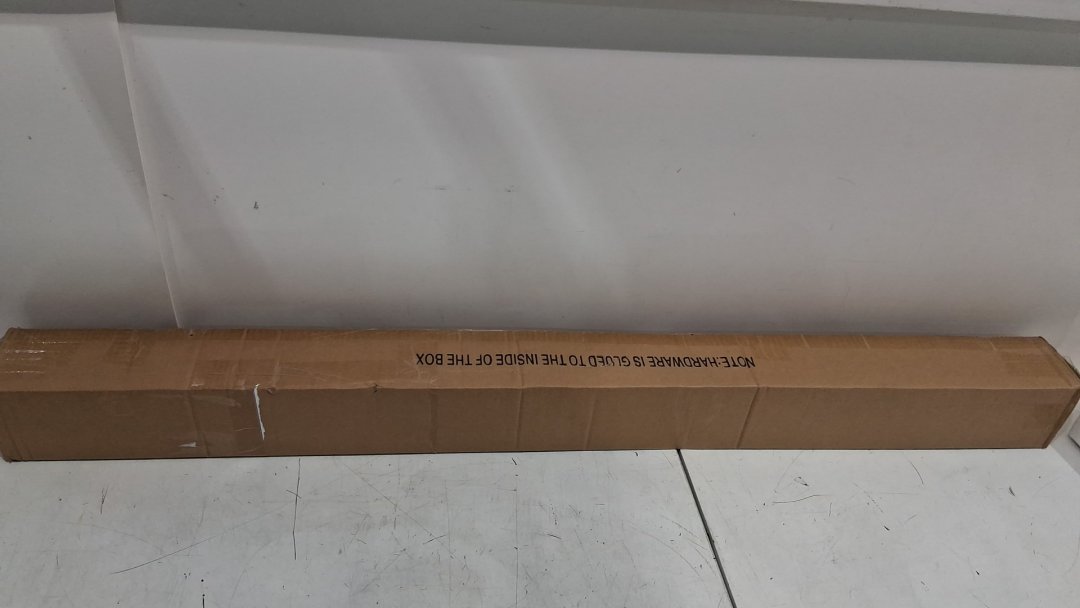 NOTE:HARDWARE IS GLUED TO THE INSIDE OF THE BOX